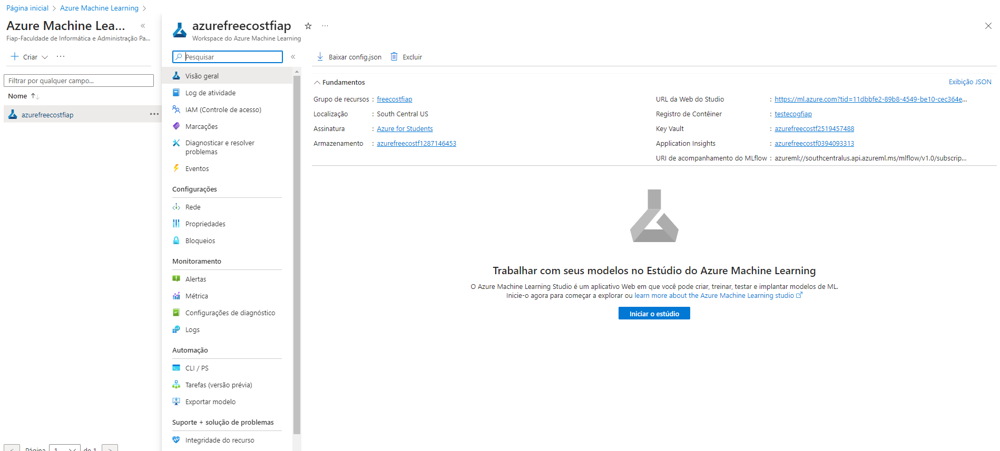 Página inicial > Azure Machine Learning >
Azure Machine Lea...
Fiap-Faculdade de Informática e Administração Pa...
Criar
Filtrar por qualquer campo...
Nome
azurefreecostfiap
Página 1 de 1
azurefreecostfiap
Workspace do Azure Machine Learning
Pesquisar
Visão geral
Log de atividade
IAM (Controle de acesso)
Marcações
Diagnosticar e resolver
problemas
Eventos
Configurações
Rede
Propriedades
Bloqueios
Monitoramento
Alertas
Métrica
Configurações de diagnóstico
Logs
Automação
CLI / PS
Tarefas (versão prévia)
Exportar modelo
Suporte + solução de problemas
Integridade do recurso
Baixar config.json Excluir
Fundamentos
Exibição JSON
Grupo de recursos : freecostfiap
Localização : South Central US
Assinatura : Azure for Students
Armazenamento : azurefreecostf1287146453
URL da Web do Studio : https://ml.azure.com?tid=11dbbfe2-89b8-4549-be10-cec364e...
Registro de Contêiner : testecogfiap
Key Vault : azurefreecostf2519457488
Application Insights : azurefreecostf0394093313
URI de acompanhamento do MLflow : azureml://southcentralus.api.azureml.ms/mlflow/v1.0/subscrip...
Trabalhar com seus modelos no Estúdio do Azure Machine Learning
O Azure Machine Learning Studio é um aplicativo Web em que você pode criar, treinar, testar e implantar modelos de ML.
Inicie-o agora para começar a explorar ou learn more about the Azure Machine Learning studio
Iniciar o estúdio